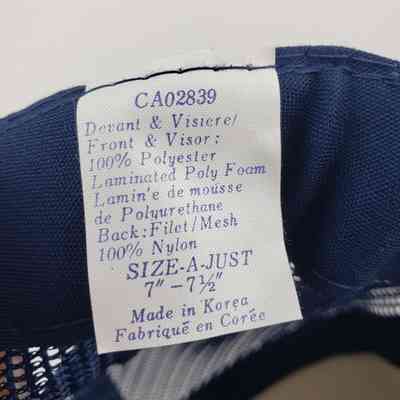 CA02839
Devant & Visiere/
Front & Visor:
100% Polyester
Laminated Poly Foam
Lamin'e de mousse
de Polyurethane
Back:Filet/Mesh
100% Nylon
SIZE-A-JUST
7"-7½"
Made in Korea
Fabriqué en Corée